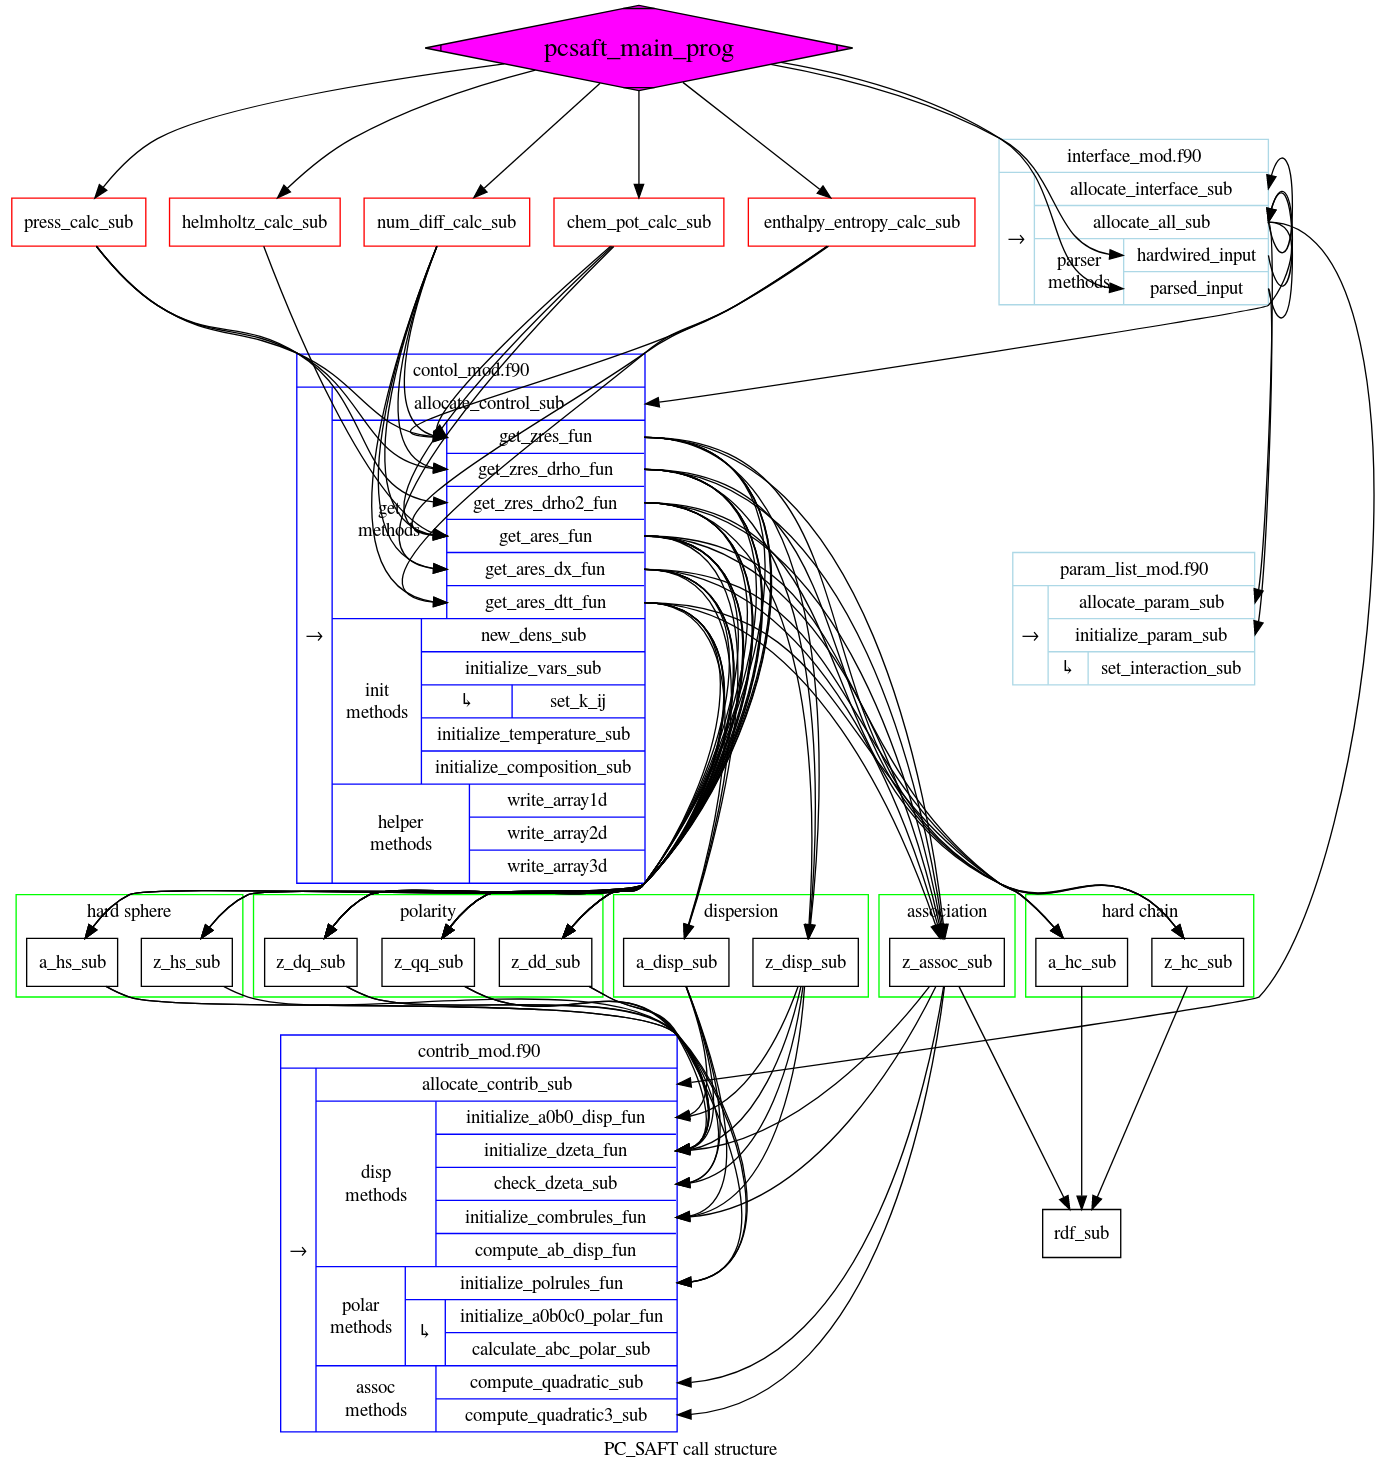 pcsaft_main_prog
press_calc_sub
helmholtz_calc_sub
num_diff_calc_sub
chem_pot_calc_sub
enthalpy_entropy_calc_sub
interface_mod.f90
→
allocate_interface_sub
allocate_all_sub
parser
methods
hardwired_input
parsed_input
contol_mod.f90
→
allocate_control_sub
get
methods
get_zres_fun
get_zres_drho_fun
get_zres_drho2_fun
get_ares_fun
get_ares_dx_fun
get_ares_dtt_fun
init
methods
new_dens_sub
initialize_vars_sub
↳ set_k_ij
initialize_temperature_sub
initialize_composition_sub
helper
methods
write_array1d
write_array2d
write_array3d
param_list_mod.f90
→
allocate_param_sub
initialize_param_sub
↳ set_interaction_sub
hard sphere
a_hs_sub
z_hs_sub
polarity
z_dq_sub
z_qq_sub
z_dd_sub
dispersion
a_disp_sub
z_disp_sub
association
z_assoc_sub
hard chain
a_hc_sub
z_hc_sub
contrib_mod.f90
→
allocate_contrib_sub
disp
methods
initialize_a0b0_disp_fun
initialize_dzeta_fun
check_dzeta_sub
initialize_combrules_fun
compute_ab_disp_fun
polar
methods
initialize_polrules_fun
↳
initialize_a0b0c0_polar_fun
calculate_abc_polar_sub
assoc
methods
compute_quadratic_sub
compute_quadratic3_sub
rdf_sub
PC_SAFT call structure